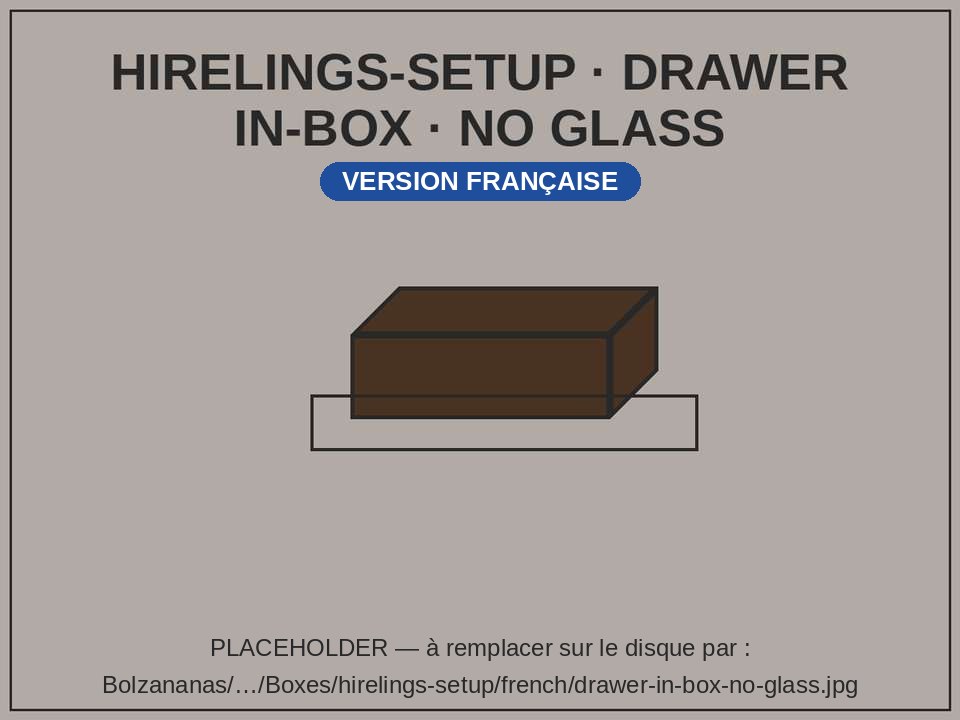 HIRELINGS-SETUP · DRAWER
IN-BOX · NO GLASS
VERSION FRANÇAISE
PLACEHOLDER — à remplacer sur le disque par :
Bolzananas/…/Boxes/hirelings-setup/french/drawer-in-box-no-glass.jpg